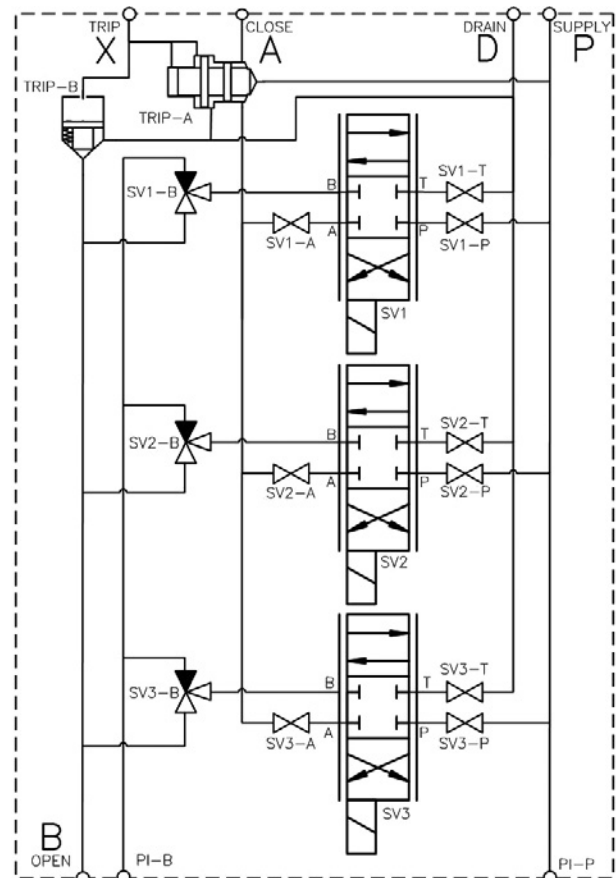 TRIP CLOSE DRAIN SUPPLY
X A D P
TRIP-B
TRIP-A
B T SV1-T
SV1-B
A P
SV1-A SV1-P
SV1
B T SV2-T
SV2-B
A P
SV2-A SV2-P
SV2
B T SV3-T
SV3-B
A P
SV3-A SV3-P
SV3
B
OPEN PI-B PI-P